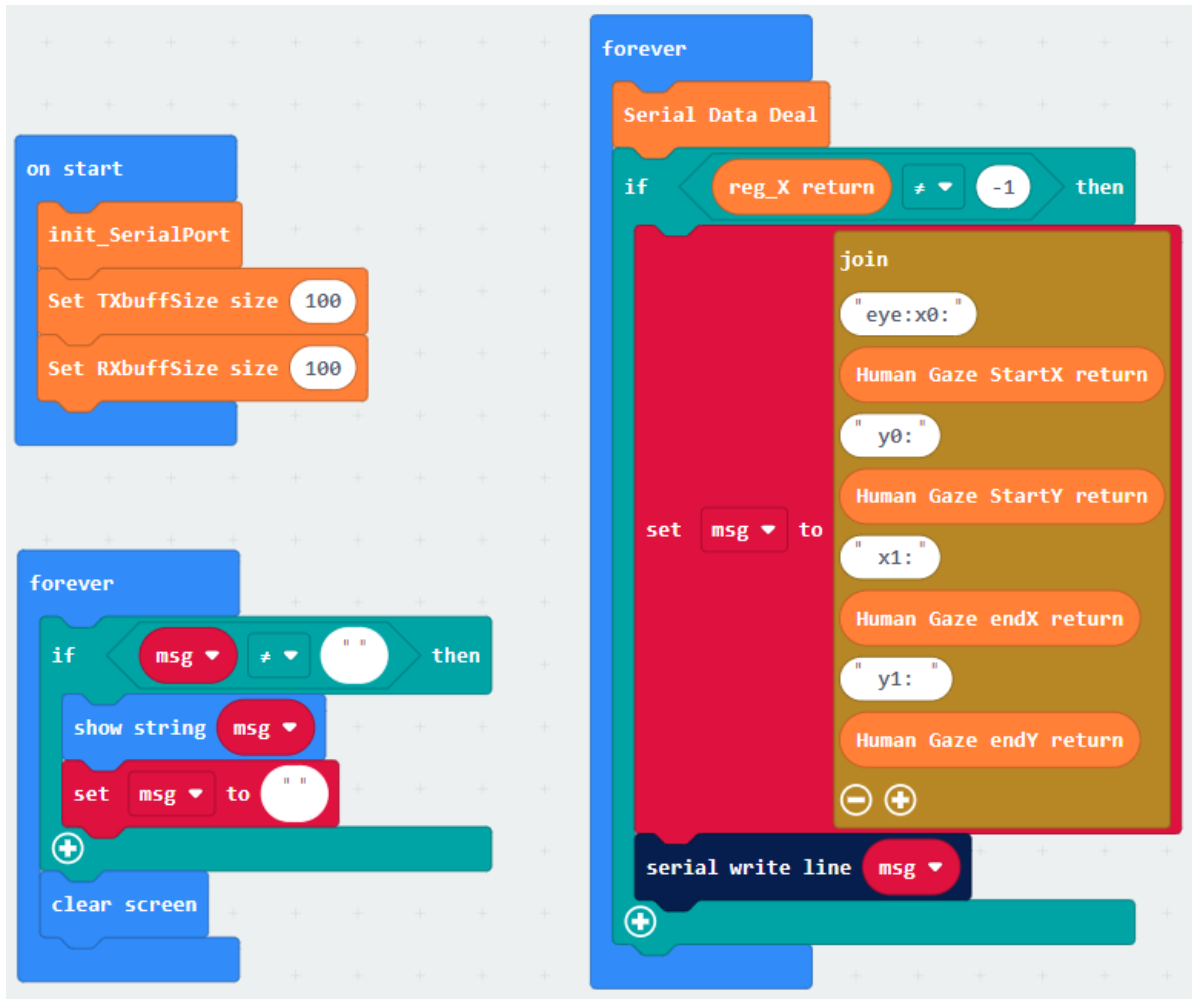 on start
init_SerialPort
Set TXbuffSize size 100
Set RXbuffSize size 100
forever
if msg ≠ " " then
show string msg
set msg to " "
clear screen
forever
Serial Data Deal
if reg_X return ≠ -1 then
set msg to
join
"eye:x0:"
Human Gaze StartX return
" y0:"
Human Gaze StartY return
" x1:"
Human Gaze endX return
" y1: "
Human Gaze endY return
serial write line msg